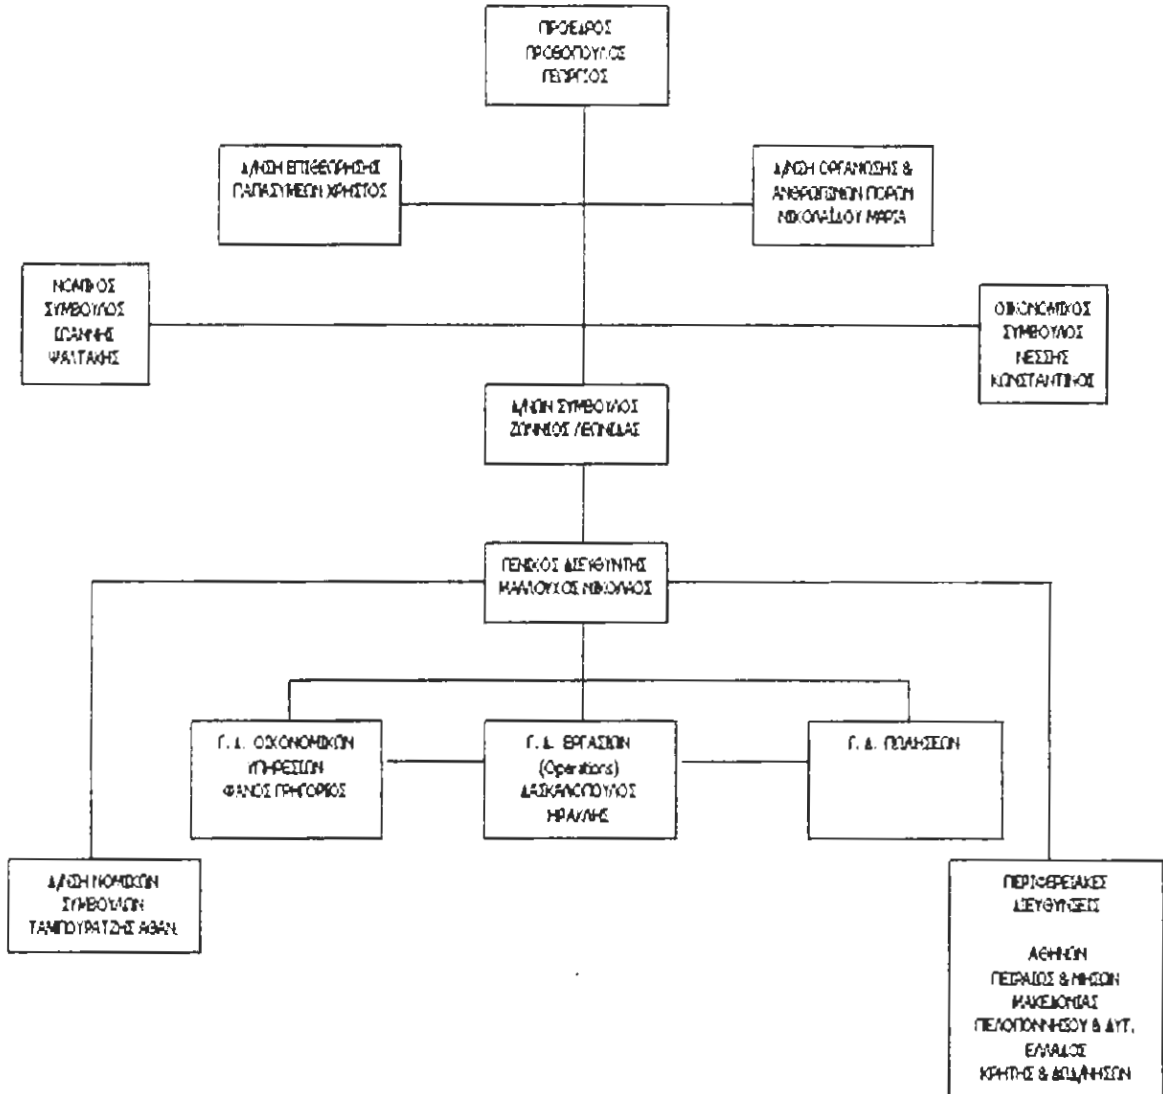 ΠΡΟΕΔΡΟΣ
ΠΡΟΒΟΠΟΥΛΟΣ
ΓΕΩΡΓΙΟΣ
Δ/ΝΣΗ ΕΠΙΘΕΩΡΗΣΗΣ
ΠΑΠΑΣΥΜΕΩΝ ΧΡΗΣΤΟΣ
Δ/ΝΣΗ ΟΡΓΑΝΩΣΗΣ &
ΑΝΘΡΩΠΙΝΩΝ ΠΟΡΩΝ
ΝΙΚΟΛΑΪΔΟΥ ΜΑΡΙΑ
ΝΟΜΙΚΟΣ
ΣΥΜΒΟΥΛΟΣ
ΙΩΑΝΝΗΣ
ΨΑΛΤΑΚΗΣ
ΟΙΚΟΝΟΜΙΚΟΣ
ΣΥΜΒΟΥΛΟΣ
ΝΕΣΣΗΣ
ΚΩΝΣΤΑΝΤΙΝΟΣ
Δ/ΝΩΝ ΣΥΜΒΟΥΛΟΣ
ΖΩΝΝΙΟΣ ΛΕΩΝΙΔΑΣ
ΓΕΝΙΚΟΣ ΔΙΕΥΘΥΝΤΗΣ
ΜΑΛΛΟΥΧΟΣ ΝΙΚΟΛΑΟΣ
Γ. Δ. ΟΙΚΟΝΟΜΙΚΩΝ
ΥΠΗΡΕΣΙΩΝ
ΦΑΝΟΣ ΓΡΗΓΟΡΙΟΣ
Γ. Δ. ΕΡΓΑΣΙΩΝ
(Operations)
ΔΑΣΚΑΛΟΠΟΥΛΟΣ
ΗΡΑΚΛΗΣ
Γ. Δ. ΠΩΛΗΣΕΩΝ
Δ/ΝΣΗ ΝΟΜΙΚΩΝ
ΣΥΜΒΟΥΛΩΝ
ΤΑΜΠΟΥΡΑΤΖΗΣ ΑΘΑΝ.
ΠΕΡΙΦΕΡΕΙΑΚΕΣ
ΔΙΕΥΘΥΝΣΕΙΣ
ΑΘΗΝΩΝ
ΠΕΙΡΑΙΩΣ & ΝΗΣΩΝ
ΜΑΚΕΔΟΝΙΑΣ
ΠΕΛΟΠΟΝΝΗΣΟΥ & ΔΥΤ.
ΕΛΛΑΔΟΣ
ΚΡΗΤΗΣ & ΔΩΔ/ΝΗΣΩΝ